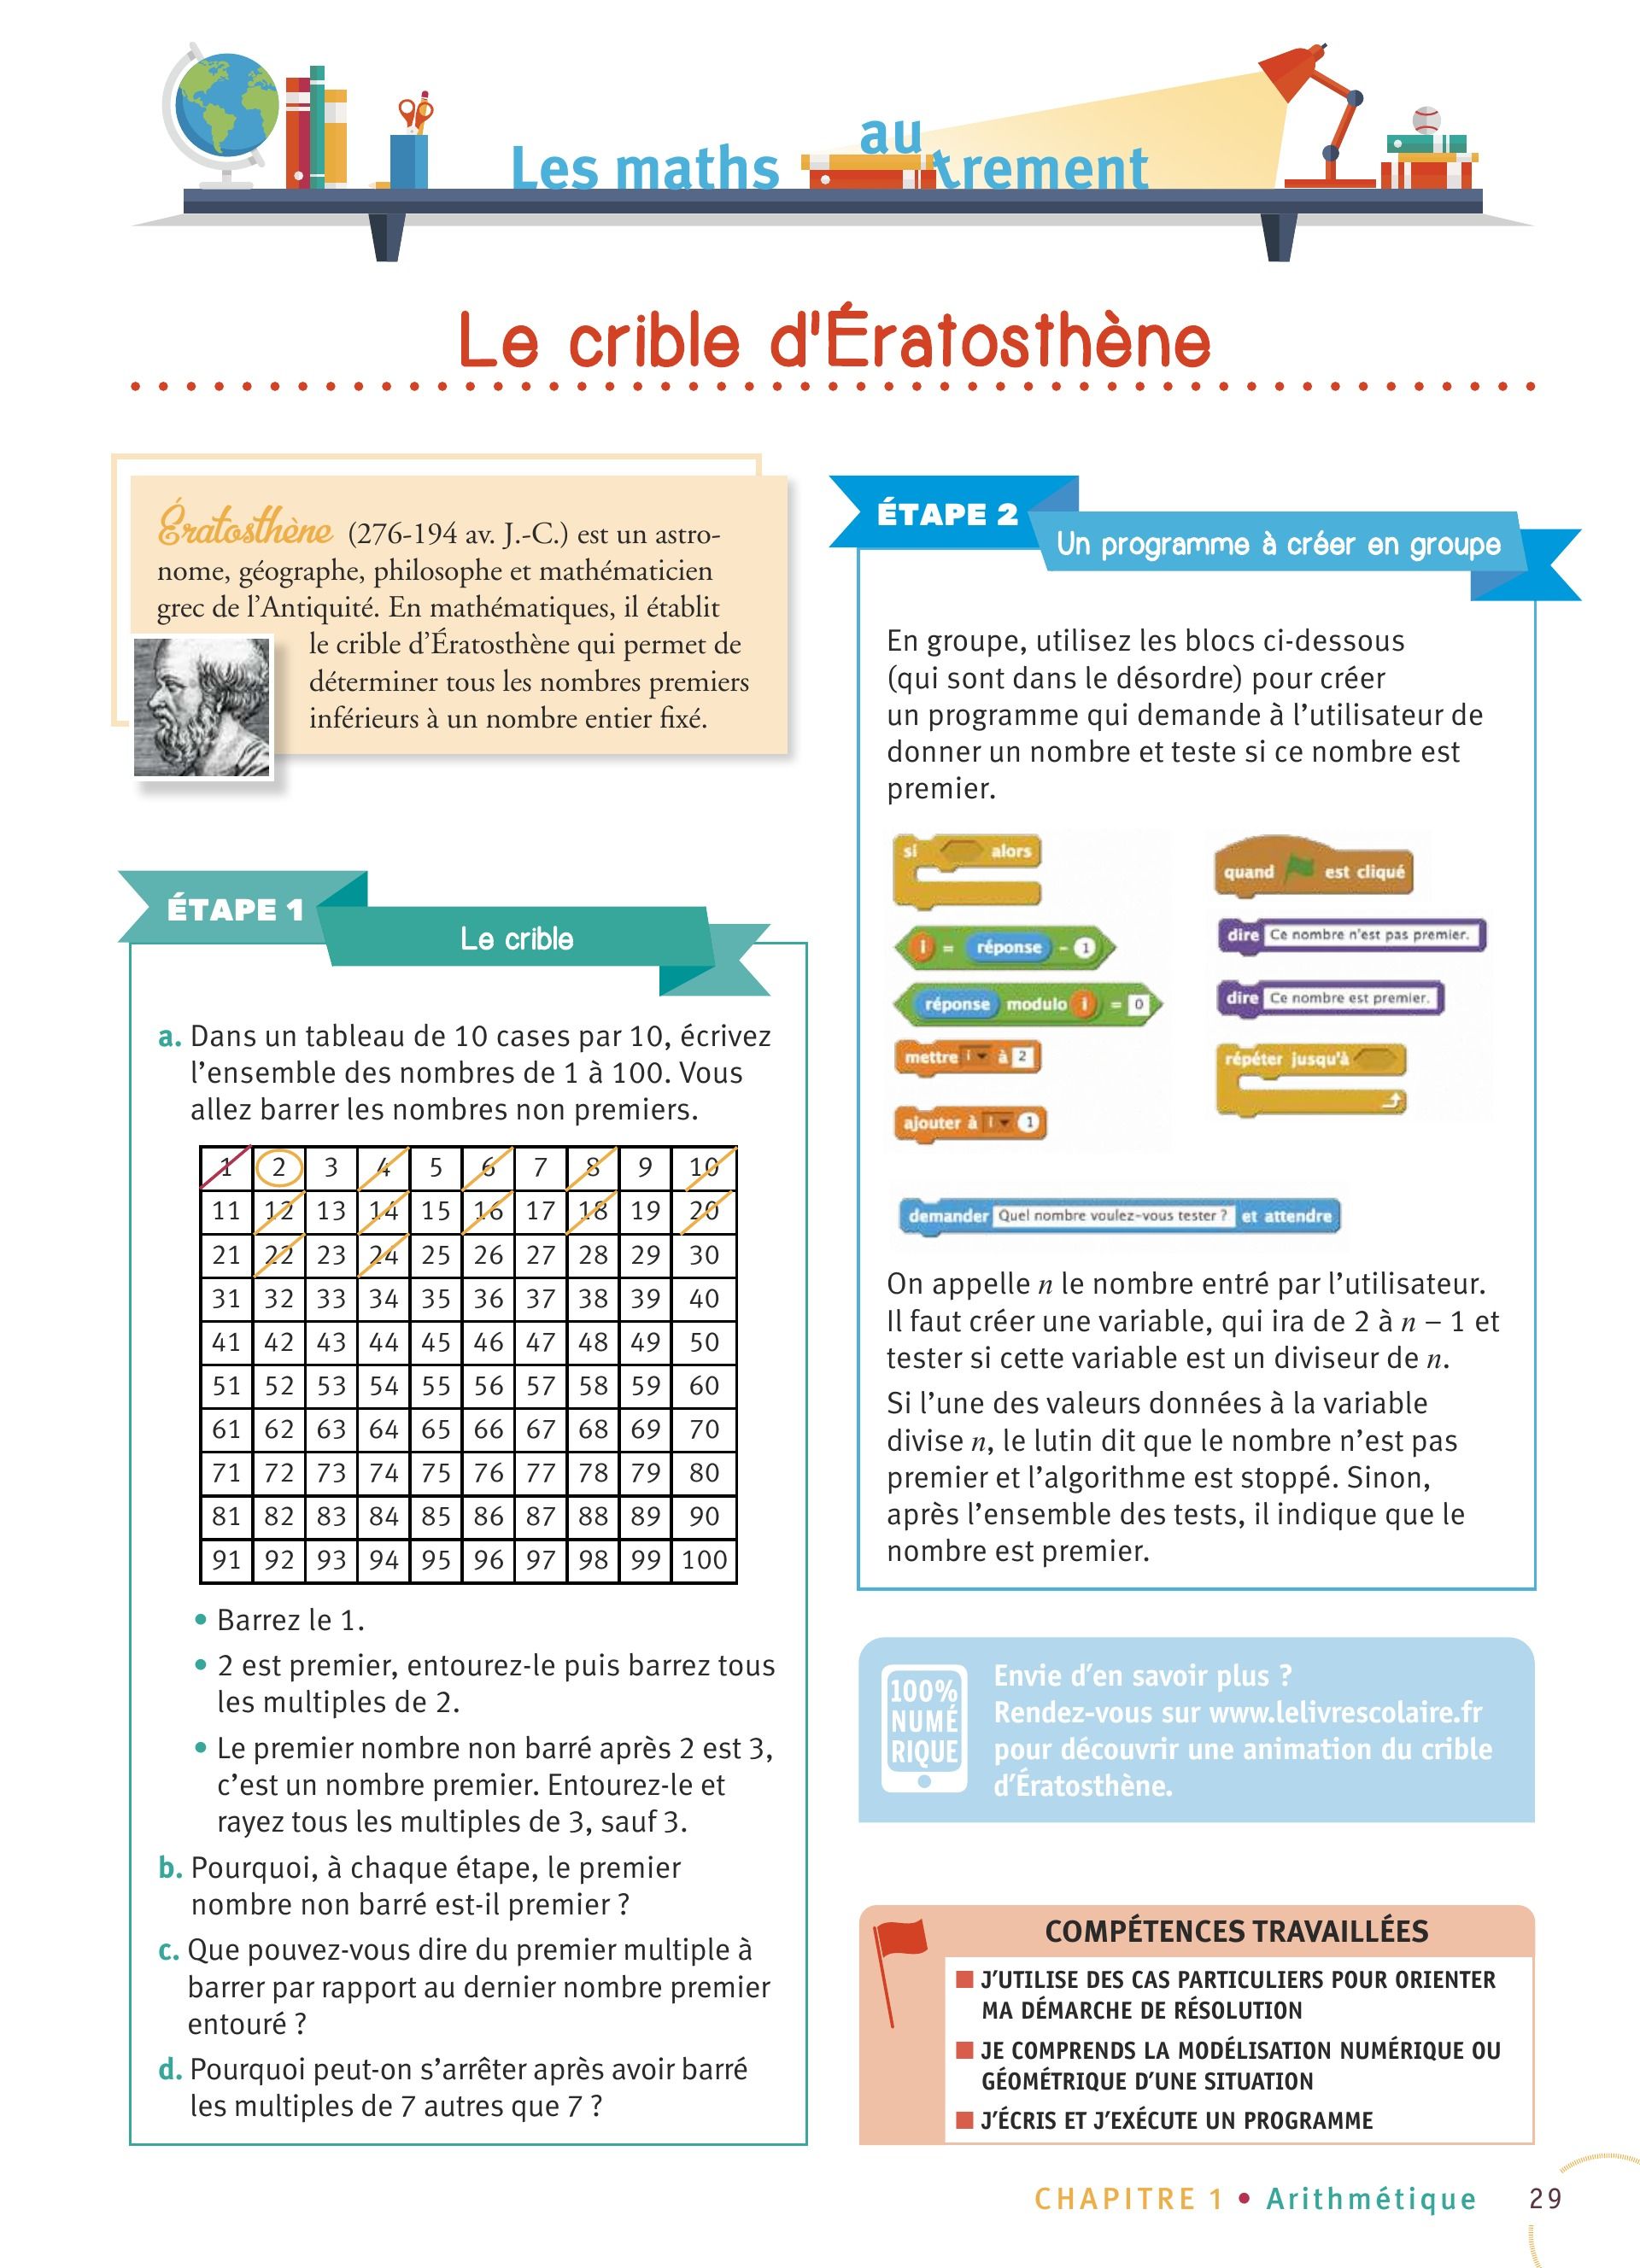 Les maths autrement
Le crible d'Ératosthène
Ératosthène (276-194 av. J.-C.) est un astro-
nome, géographe, philosophe et mathématicien
grec de l'Antiquité. En mathématiques, il établit
le crible d'Ératosthène qui permet de
déterminer tous les nombres premiers
inférieurs à un nombre entier fixé.
ÉTAPE 1
Le crible
a. Dans un tableau de 10 cases par 10, écrivez
l'ensemble des nombres de 1 à 100. Vous
allez barrer les nombres non premiers.
1 2 3 4 5 6 7 8 9 10
11 12 13 14 15 16 17 18 19 20
21 22 23 24 25 26 27 28 29 30
31 32 33 34 35 36 37 38 39 40
41 42 43 44 45 46 47 48 49 50
51 52 53 54 55 56 57 58 59 60
61 62 63 64 65 66 67 68 69 70
71 72 73 74 75 76 77 78 79 80
81 82 83 84 85 86 87 88 89 90
91 92 93 94 95 96 97 98 99 100
• Barrez le 1.
• 2 est premier, entourez-le puis barrez tous
les multiples de 2.
• Le premier nombre non barré après 2 est 3,
c'est un nombre premier. Entourez-le et
rayez tous les multiples de 3, sauf 3.
b. Pourquoi, à chaque étape, le premier
nombre non barré est-il premier ?
c. Que pouvez-vous dire du premier multiple à
barrer par rapport au dernier nombre premier
entouré ?
d. Pourquoi peut-on s'arrêter après avoir barré
les multiples de 7 autres que 7 ?
ÉTAPE 2
Un programme à créer en groupe
En groupe, utilisez les blocs ci-dessous
(qui sont dans le désordre) pour créer
un programme qui demande à l'utilisateur de
donner un nombre et teste si ce nombre est
premier.
si alors
i = réponse - 1
réponse modulo i = 0
mettre i à 2
ajouter à i 1
quand est cliqué
dire Ce nombre n'est pas premier.
dire Ce nombre est premier.
répéter jusqu'à
demander Quel nombre voulez-vous tester ? et attendre
On appelle n le nombre entré par l'utilisateur.
Il faut créer une variable, qui ira de 2 à n – 1 et
tester si cette variable est un diviseur de n.
Si l'une des valeurs données à la variable
divise n, le lutin dit que le nombre n'est pas
premier et l'algorithme est stoppé. Sinon,
après l'ensemble des tests, il indique que le
nombre est premier.
100%
NUMÉ
RIQUE
Envie d'en savoir plus ?
Rendez-vous sur www.lelivrescolaire.fr
pour découvrir une animation du crible
d'Ératosthène.
COMPÉTENCES TRAVAILLÉES
J'UTILISE DES CAS PARTICULIERS POUR ORIENTER
MA DÉMARCHE DE RÉSOLUTION
JE COMPRENDS LA MODÉLISATION NUMÉRIQUE OU
GÉOMÉTRIQUE D'UNE SITUATION
J'ÉCRIS ET J'EXÉCUTE UN PROGRAMME
CHAPITRE 1 • Arithmétique 29